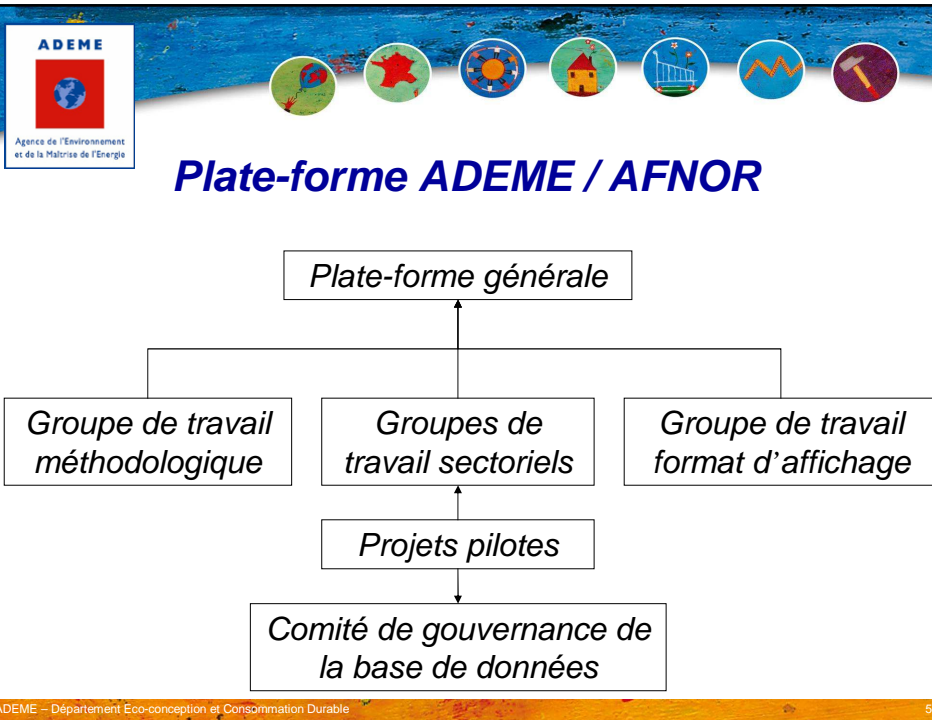 ADEME
Agence de l'Environnement
et de la Maîtrise de l'Energie
Plate-forme ADEME / AFNOR
Plate-forme générale
Groupe de travail
méthodologique
Groupes de
travail sectoriels
Groupe de travail
format d’affichage
Projets pilotes
Comité de gouvernance de
la base de données
ADEME – Département Eco-conception et Consommation Durable
5